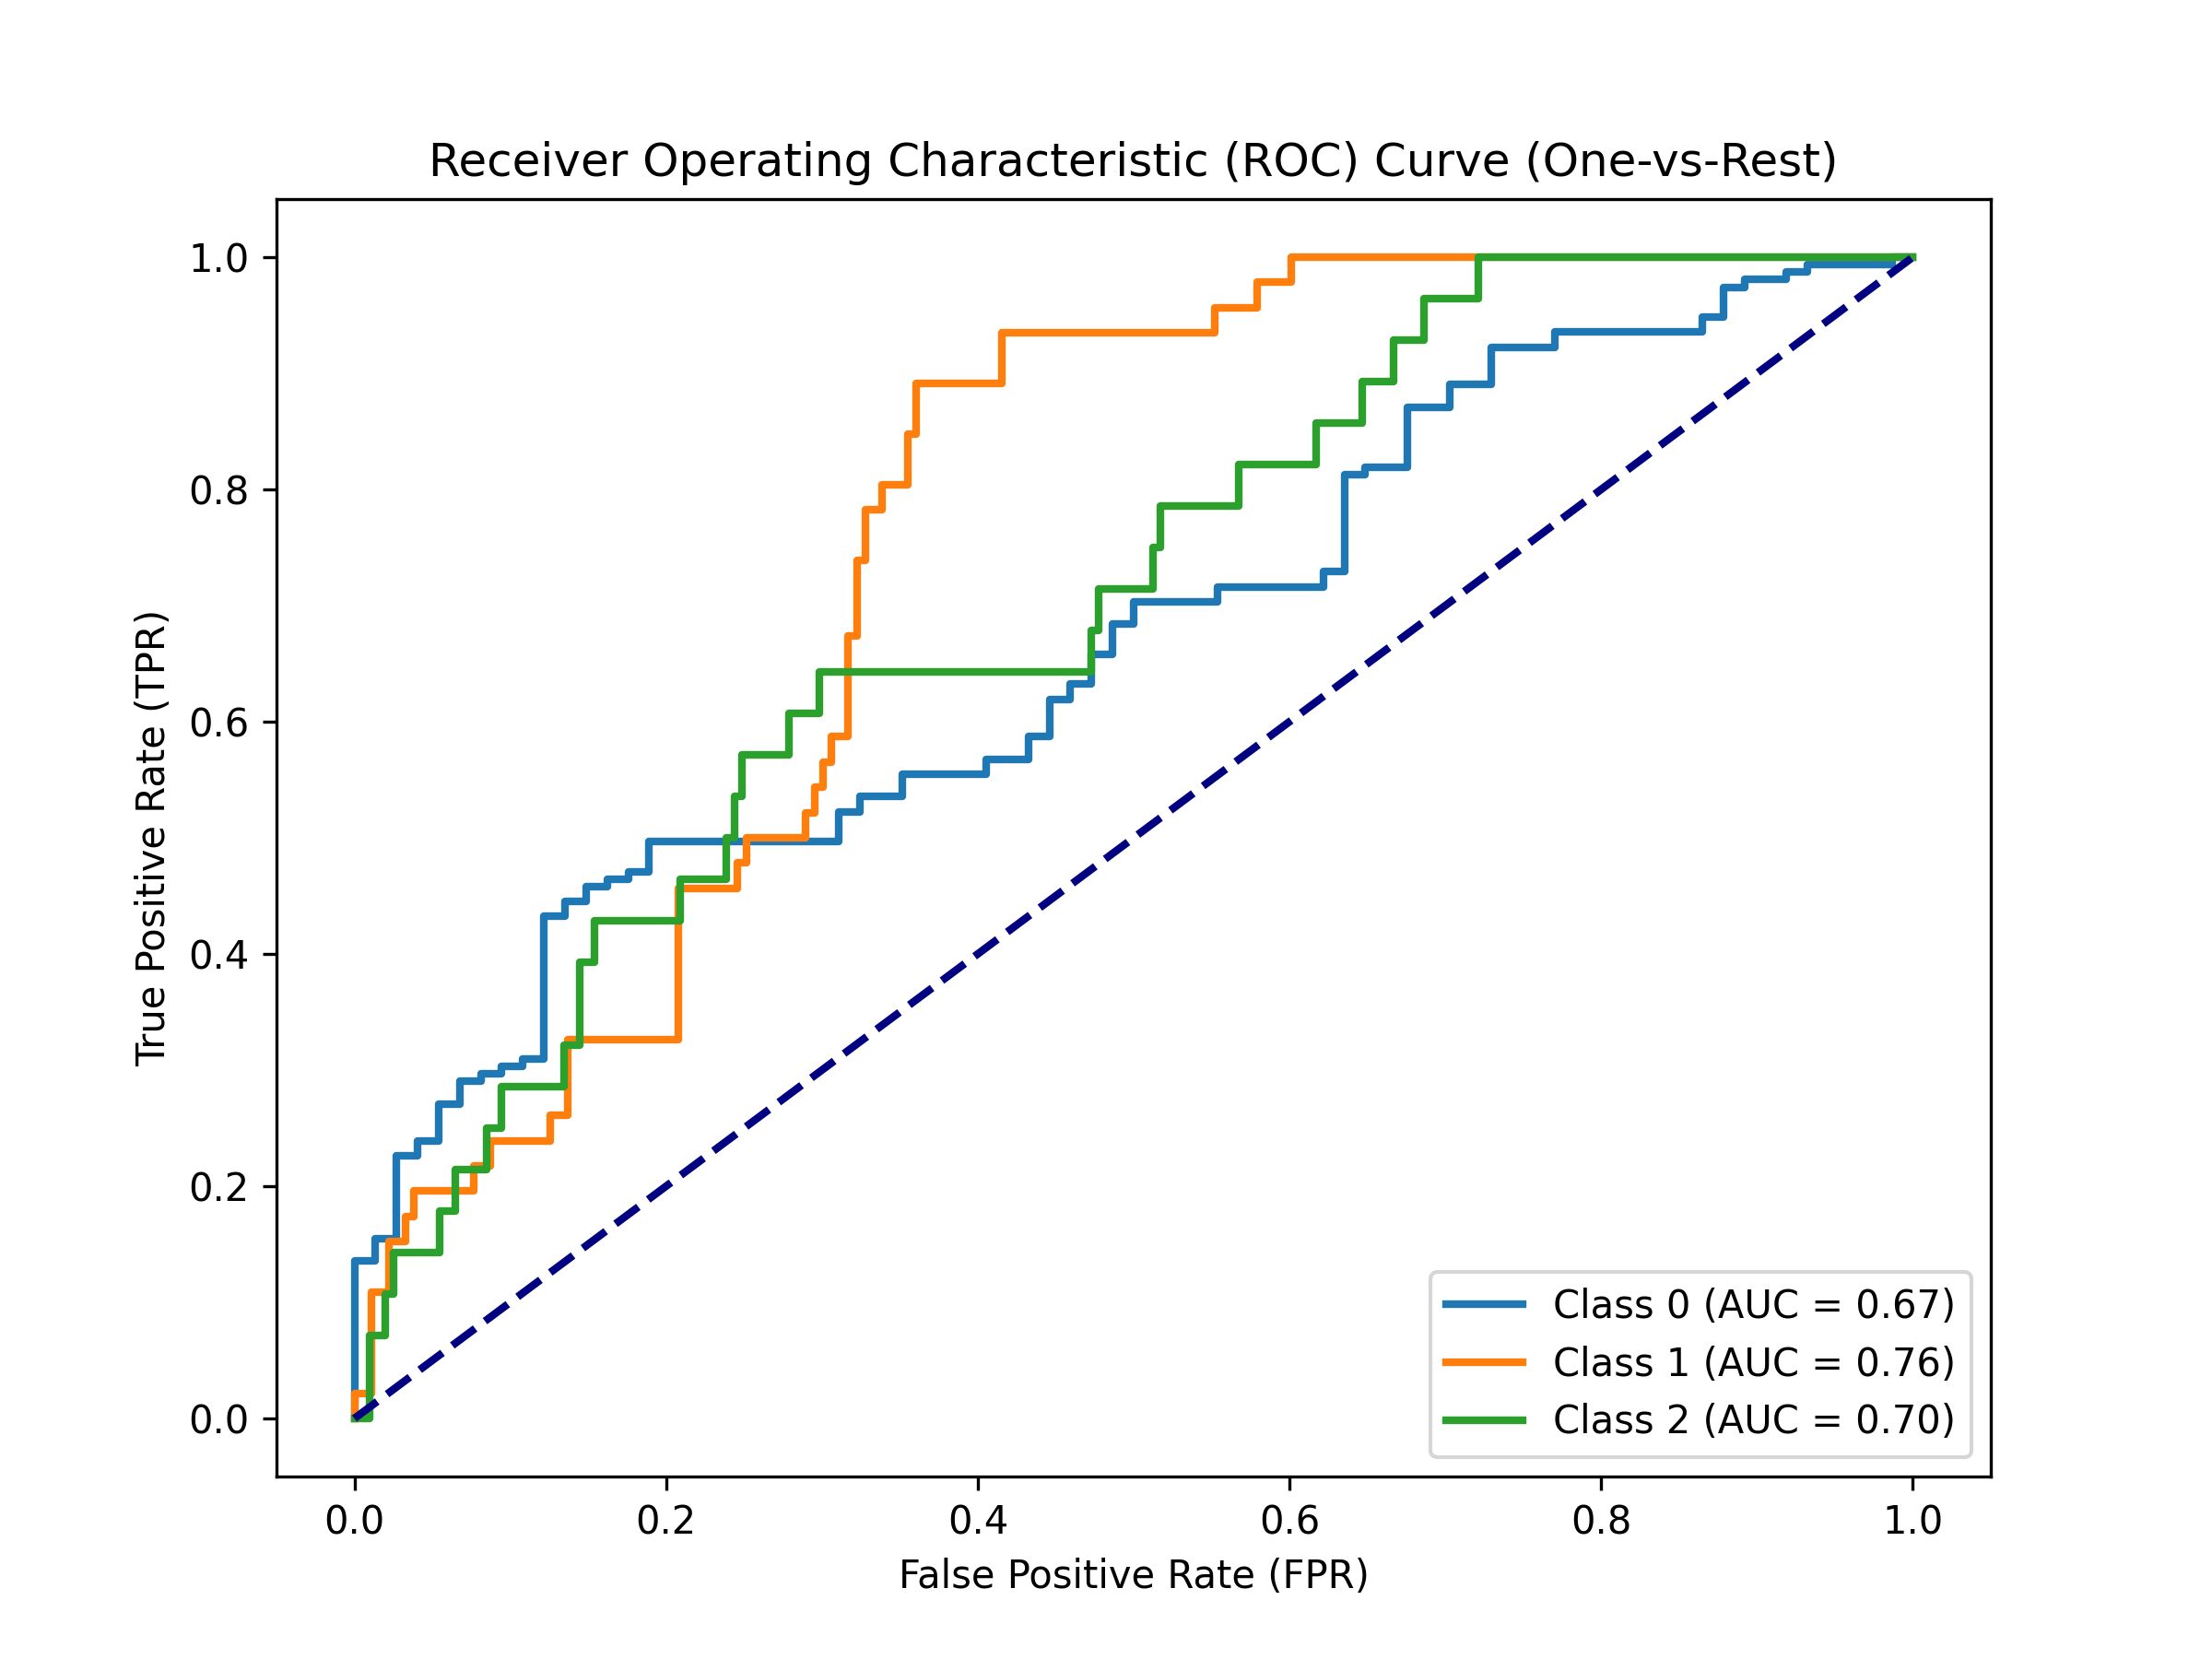 Receiver Operating Characteristic (ROC) Curve (One-vs-Rest)
True Positive Rate (TPR)
1.0
0.8
0.6
0.4
0.2
0.0
Class 0 (AUC = 0.67)
Class 1 (AUC = 0.76)
Class 2 (AUC = 0.70)
0.0 0.2 0.4 0.6 0.8 1.0
False Positive Rate (FPR)